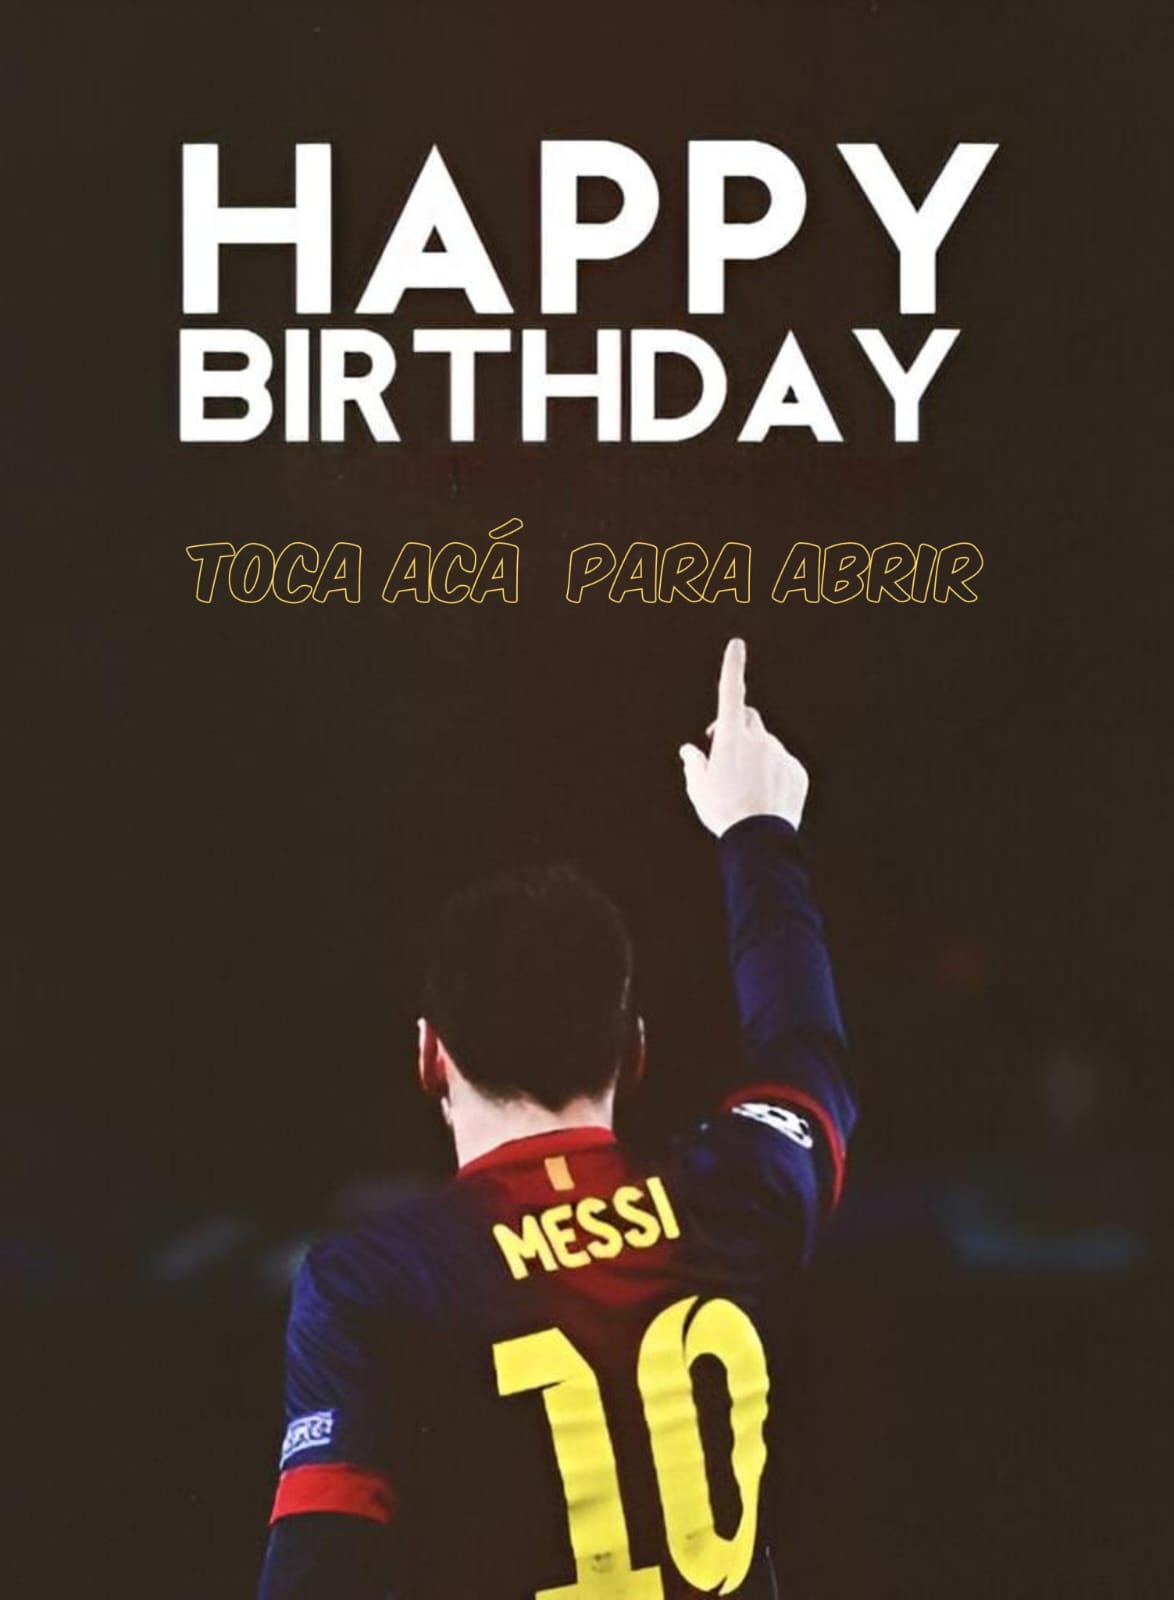 HAPPY
BIRTHDAY
TOCA ACÁ PARA ABRIR
MESSI
10